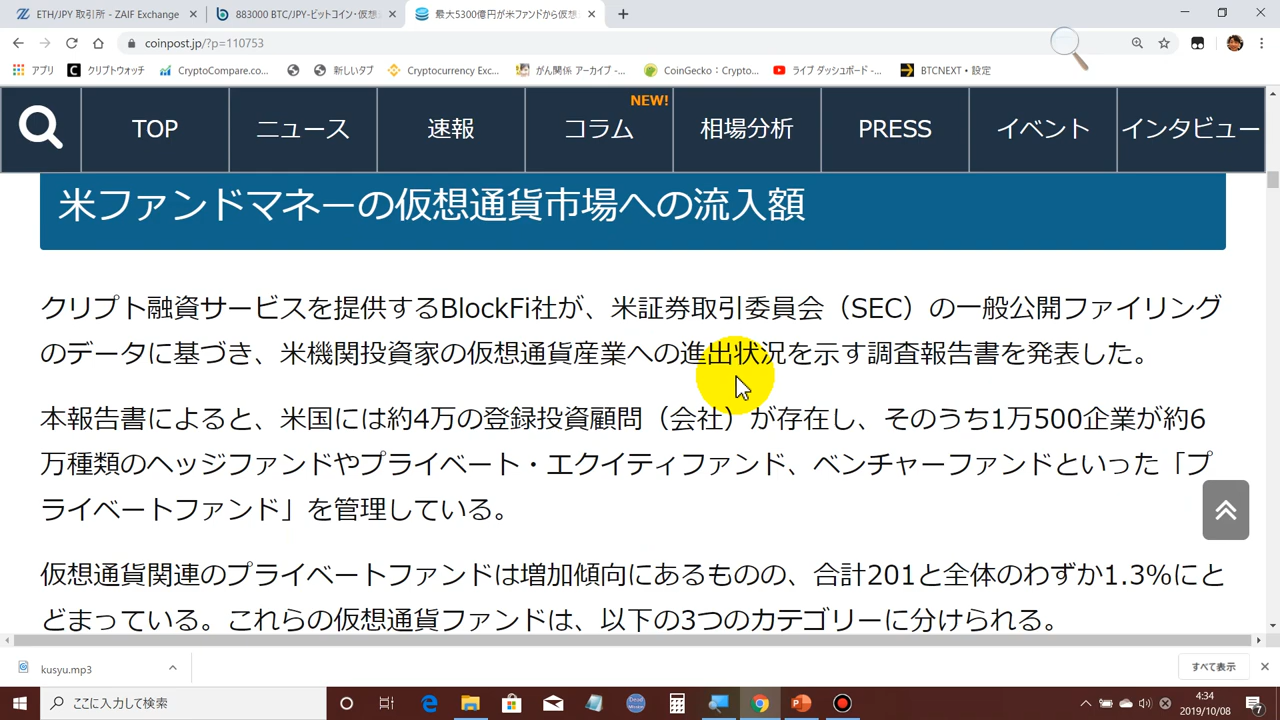 ETH/JPY 取引所 - ZAIF Exchange
883000 BTC/JPY-ビットコイン・仮想
最大5300億円が米ファンドから仮想
coinpost.jp/?p=110753
アプリ
クリプトウォッチ
CryptoCompare.co...
新しいタブ
Cryptocurrency Exc...
がん関係 アーカイブ -...
CoinGecko：Crypto...
ライブ ダッシュボード -...
BTCNEXT・設定
TOP
ニュース
速報
NEW!
コラム
相場分析
PRESS
イベント
インタビュー
米ファンドマネーの仮想通貨市場への流入額
クリプト融資サービスを提供するBlockFi社が、米証券取引委員会（SEC）の一般公開ファイリング
のデータに基づき、米機関投資家の仮想通貨産業への進出状況を示す調査報告書を発表した。
本報告書によると、米国には約4万の登録投資顧問（会社）が存在し、そのうち1万500企業が約6
万種類のヘッジファンドやプライベート・エクイティファンド、ベンチャーファンドといった「プ
ライベートファンド」を管理している。
仮想通貨関連のプライベートファンドは増加傾向にあるものの、合計201と全体のわずか1.3%にと
どまっている。これらの仮想通貨ファンドは、以下の3つのカテゴリーに分けられる。
kusyu.mp3
すべて表示
ここに入力して検索
4:34
2019/10/08
7